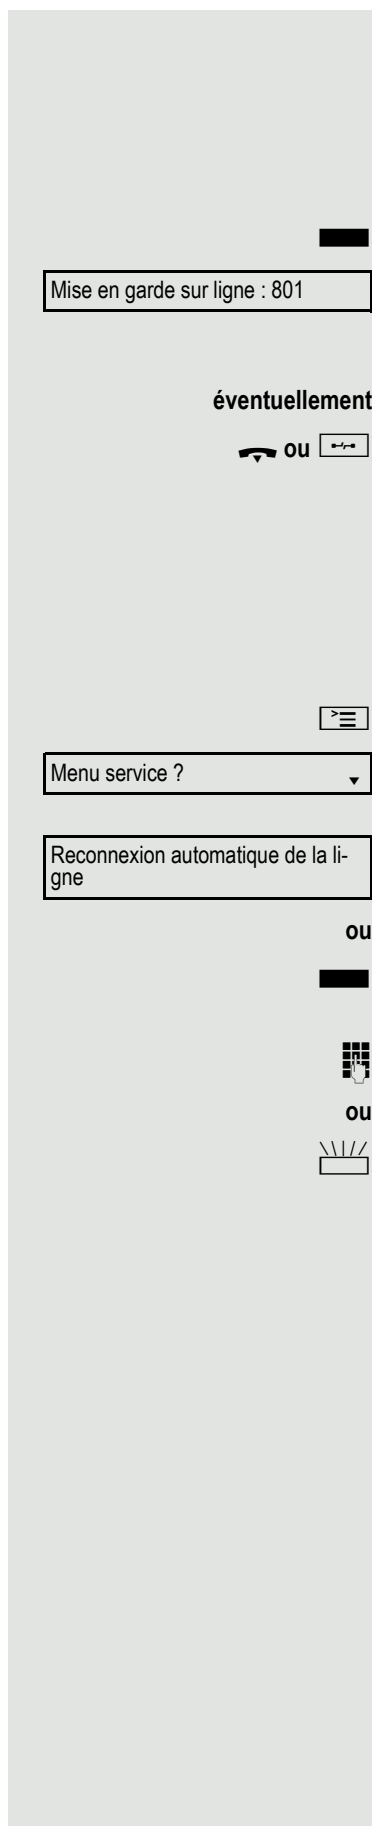 Mise en garde sur ligne : 801
éventuellement
ou
Menu service ?
Reconnexion automatique de la li-
gne
ou
ou